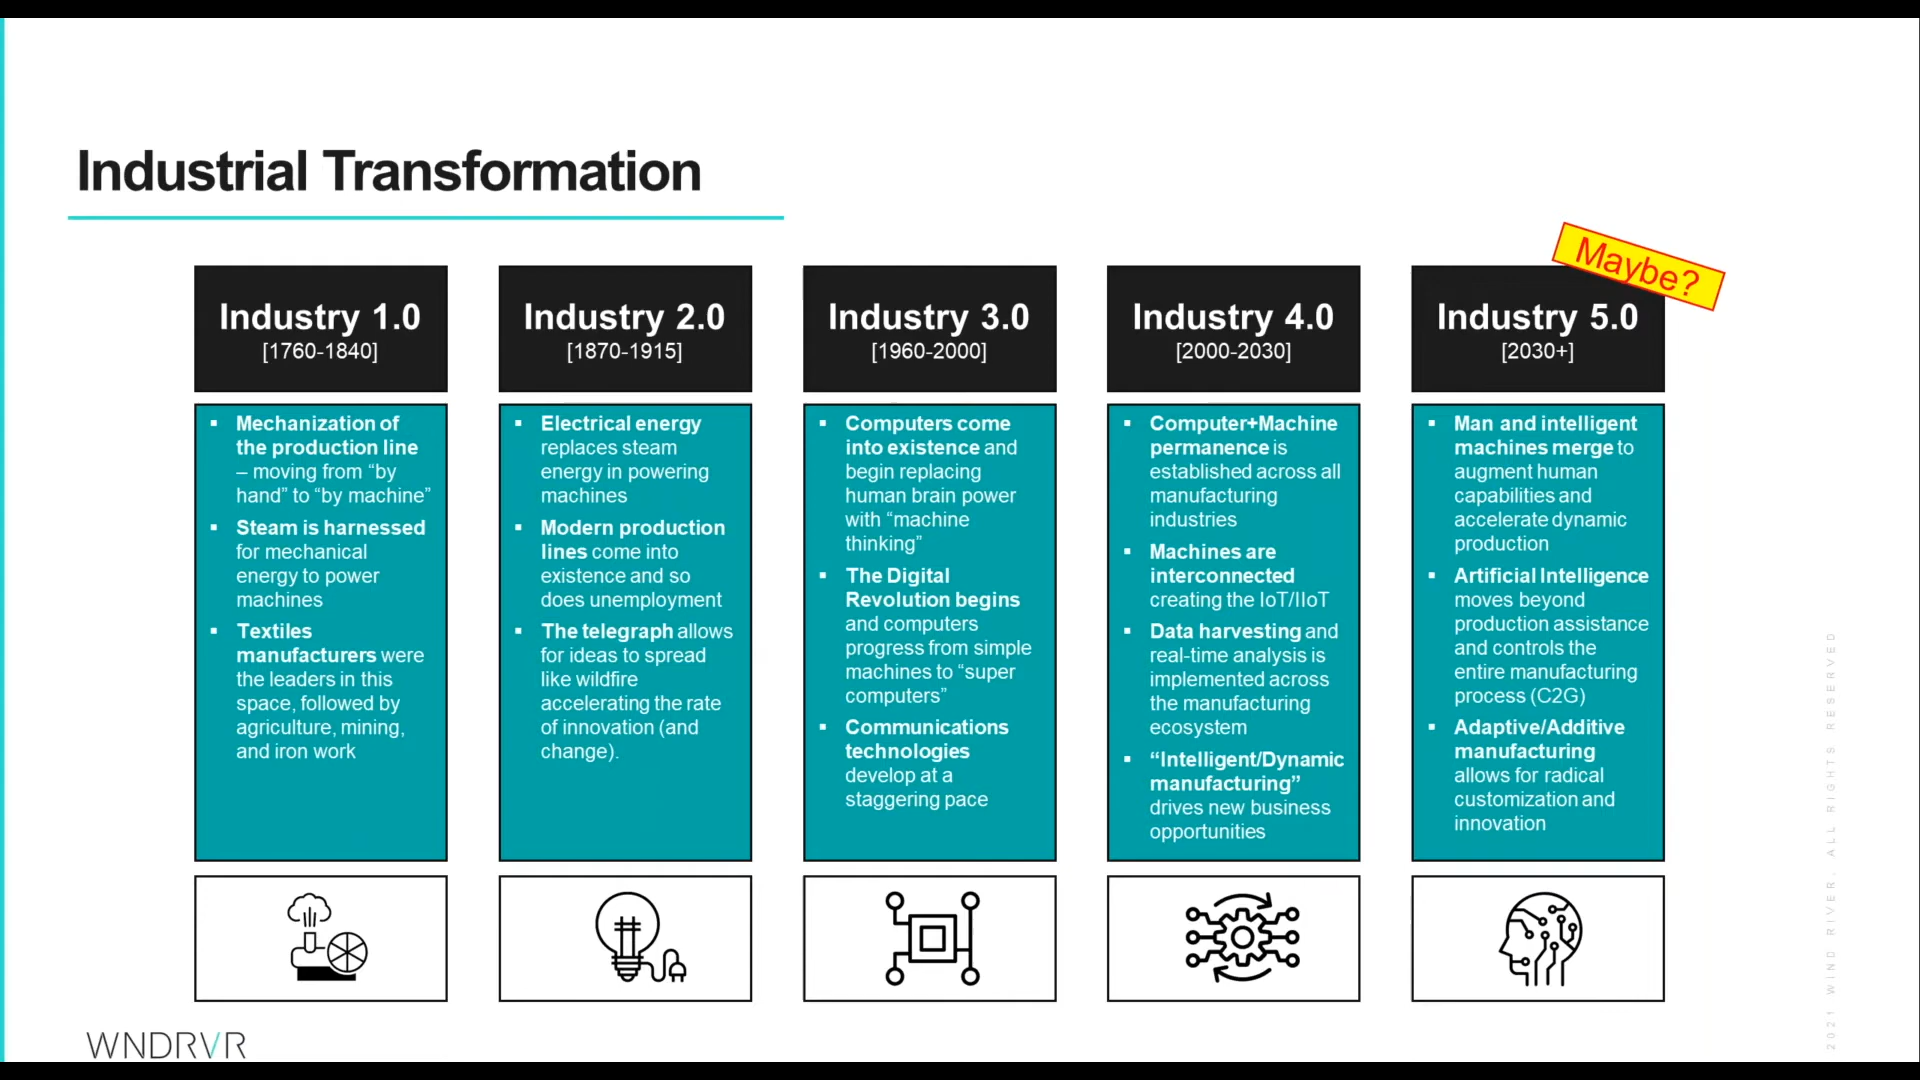 Industrial Transformation
Maybe?
Industry 1.0
[1760-1840]
▪ Mechanization of
the production line
– moving from “by
hand” to “by machine”
▪ Steam is harnessed
for mechanical
energy to power
machines
▪ Textiles
manufacturers were
the leaders in this
space, followed by
agriculture, mining,
and iron work
Industry 2.0
[1870-1915]
▪ Electrical energy
replaces steam
energy in powering
machines
▪ Modern production
lines come into
existence and so
does unemployment
▪ The telegraph allows
for ideas to spread
like wildfire
accelerating the rate
of innovation (and
change).
Industry 3.0
[1960-2000]
▪ Computers come
into existence and
begin replacing
human brain power
with “machine
thinking”
▪ The Digital
Revolution begins
and computers
progress from simple
machines to “super
computers”
▪ Communications
technologies
develop at a
staggering pace
Industry 4.0
[2000-2030]
▪ Computer+Machine
permanence is
established across all
manufacturing
industries
▪ Machines are
interconnected
creating the IoT/IIoT
▪ Data harvesting and
real-time analysis is
implemented across
the manufacturing
ecosystem
▪ “Intelligent/Dynamic
manufacturing”
drives new business
opportunities
Industry 5.0
[2030+]
▪ Man and intelligent
machines merge to
augment human
capabilities and
accelerate dynamic
production
▪ Artificial Intelligence
moves beyond
production assistance
and controls the
entire manufacturing
process (C2G)
▪ Adaptive/Additive
manufacturing
allows for radical
customization and
innovation
WNDRVR
2021 WIND RIVER. ALL RIGHTS RESERVED